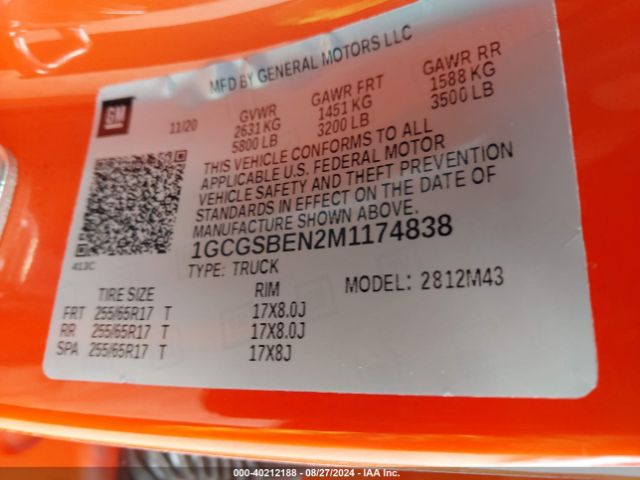 MFD BY GENERAL MOTORS LLC
GM
11/20
GVWR
2631 KG
5800 LB
GAWR FRT
1451 KG
3200 LB
GAWR RR
1588 KG
3500 LB
THIS VEHICLE CONFORMS TO ALL
APPLICABLE U.S. FEDERAL MOTOR
VEHICLE SAFETY AND THEFT PREVENTION
STANDARDS IN EFFECT ON THE DATE OF
MANUFACTURE SHOWN ABOVE.
413C
1GCGSBEN2M1174838
TYPE: TRUCK
MODEL: 2812M43
TIRE SIZE RIM
FRT 255/65R17 T 17X8.0J
RR 255/65R17 T 17X8.0J
SPA 255/65R17 T 17X8J
000-40212188 - 08/27/2024 - IAA Inc.